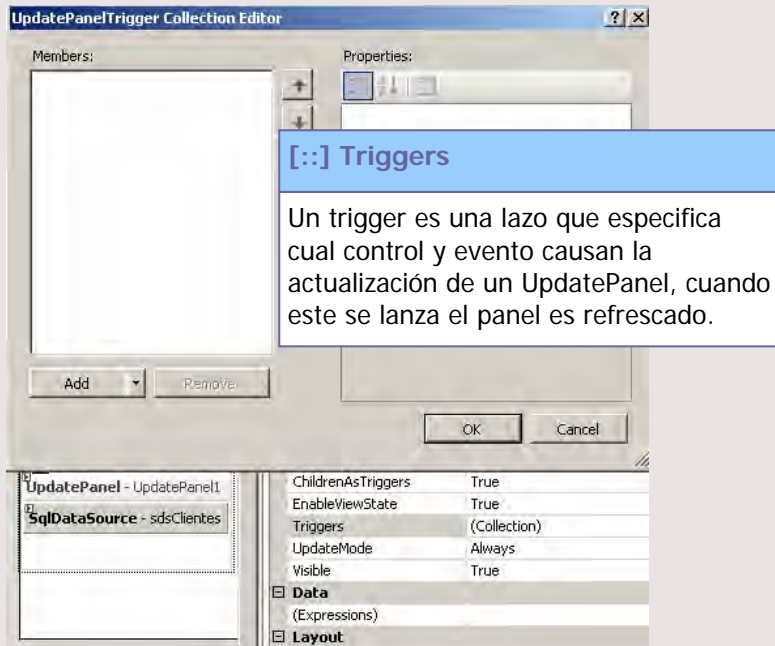 UpdatePanelTrigger Collection Editor
Members:
Properties:
[::] Triggers
Un trigger es una lazo que especifica
cual control y evento causan la
actualización de un UpdatePanel, cuando
este se lanza el panel es refrescado.
Add
Remove
OK
Cancel
UpdatePanel - UpdatePanel1
SqlDataSource - sdsClientes
ChildrenAsTriggers True
EnableViewState True
Triggers (Collection)
UpdateMode Always
Visible True
Data
(Expressions)
Layout